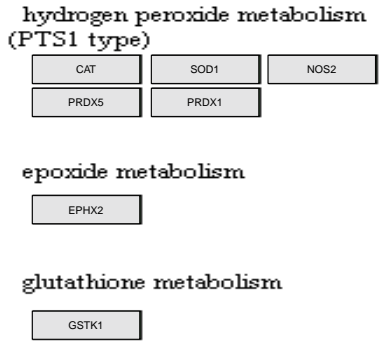 hydrogen peroxide metabolism
(PTS1 type)
CAT SOD1 NOS2
PRDX5 PRDX1
epoxide metabolism
EPHX2
glutathione metabolism
GSTK1